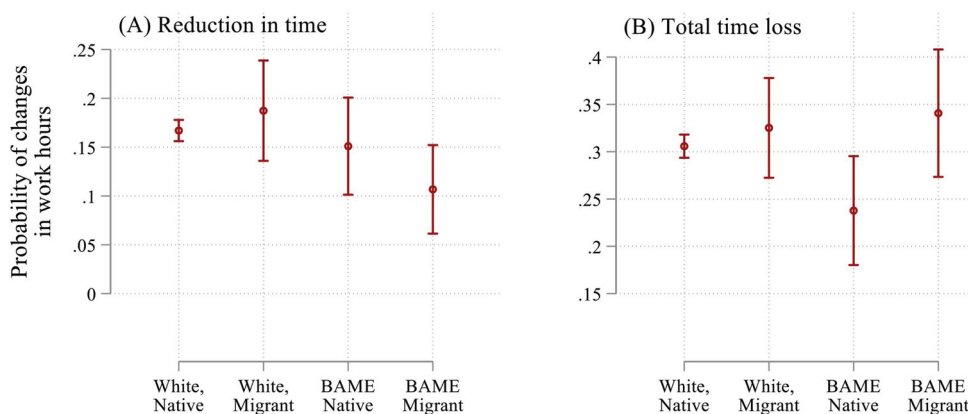 (A) Reduction in time
(B) Total time loss
Probability of changes
in work hours
.25
.2
.15
.1
.05
0
.4
.35
.3
.25
.2
.15
White,
Native
White,
Migrant
BAME
Native
BAME
Migrant
White,
Native
White,
Migrant
BAME
Native
BAME
Migrant